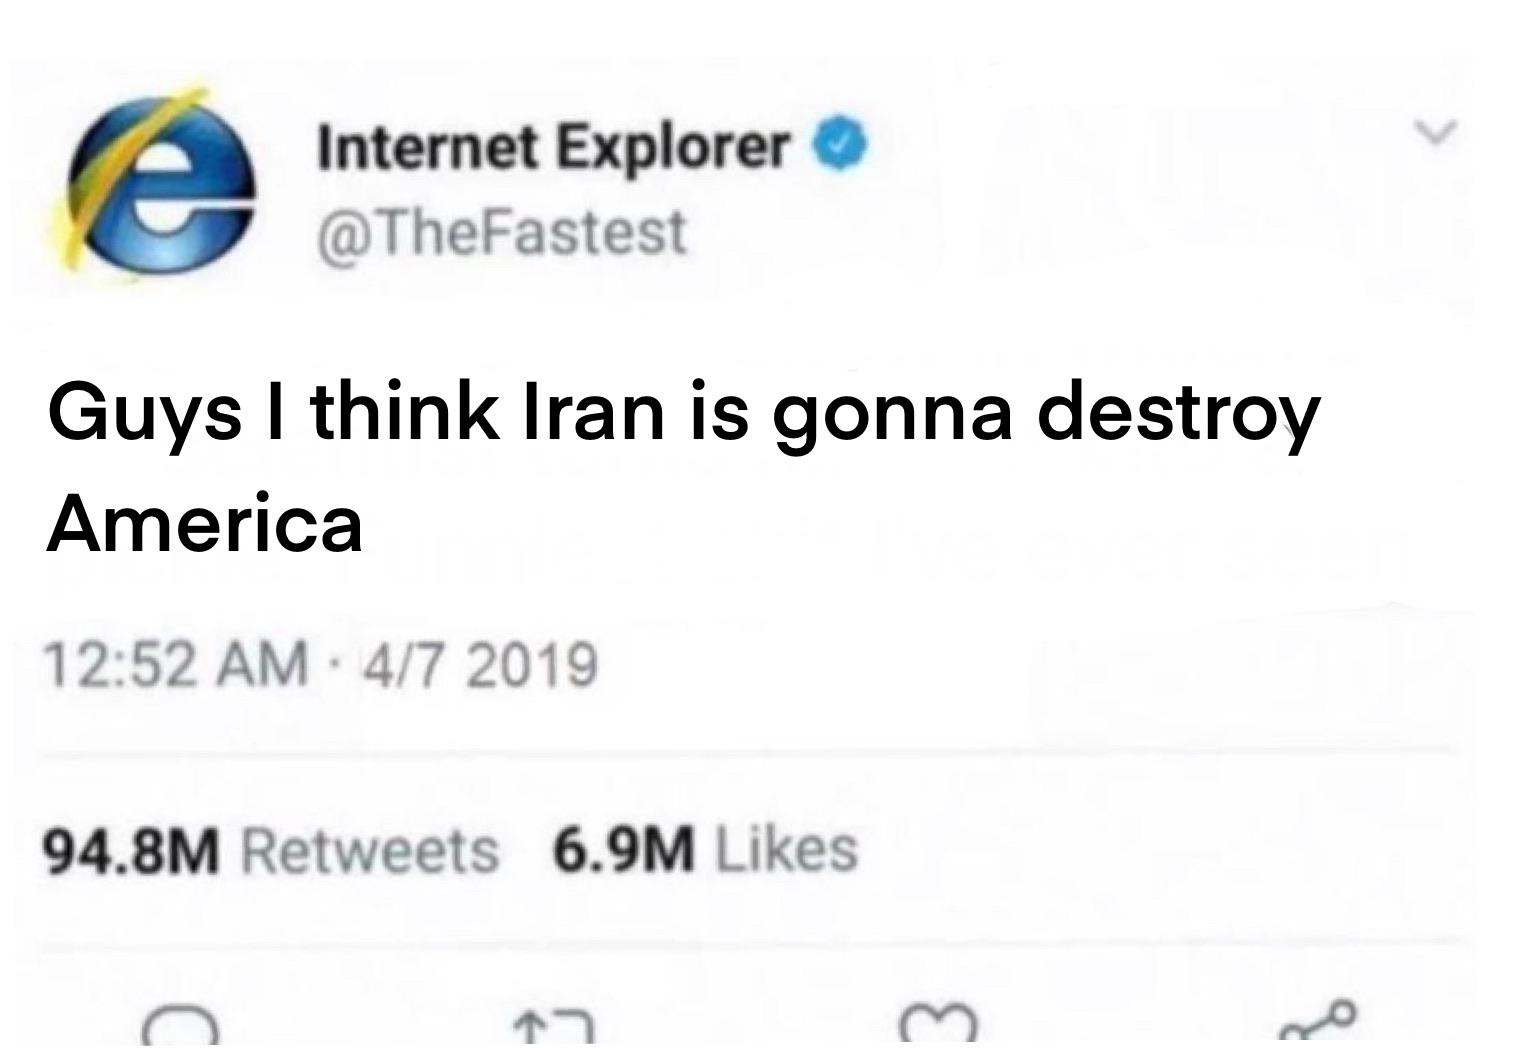 Internet Explorer
@TheFastest
Guys I think Iran is gonna destroy
America
12:52 AM · 4/7 2019
94.8M Retweets 6.9M Likes